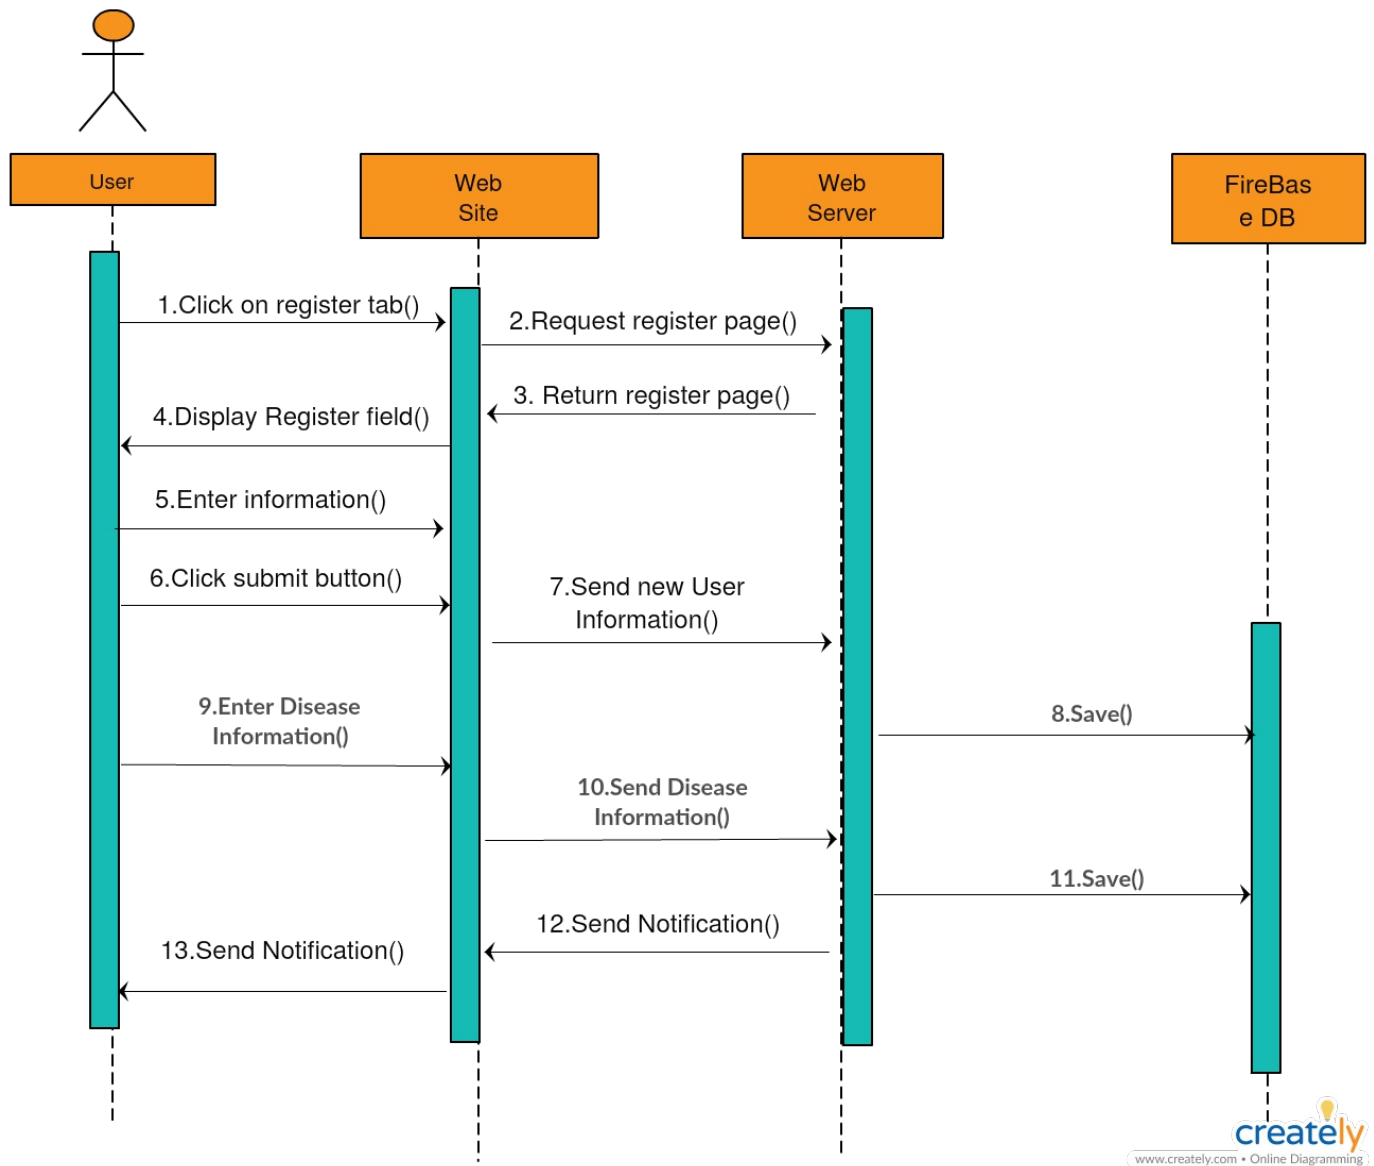 User
Web
Site
Web
Server
FireBas
e DB
1.Click on register tab()
2.Request register page()
3. Return register page()
4.Display Register field()
5.Enter information()
6.Click submit button()
7.Send new User
Information()
8.Save()
9.Enter Disease
Information()
10.Send Disease
Information()
11.Save()
12.Send Notification()
13.Send Notification()
creately
www.creately.com • Online Diagramming